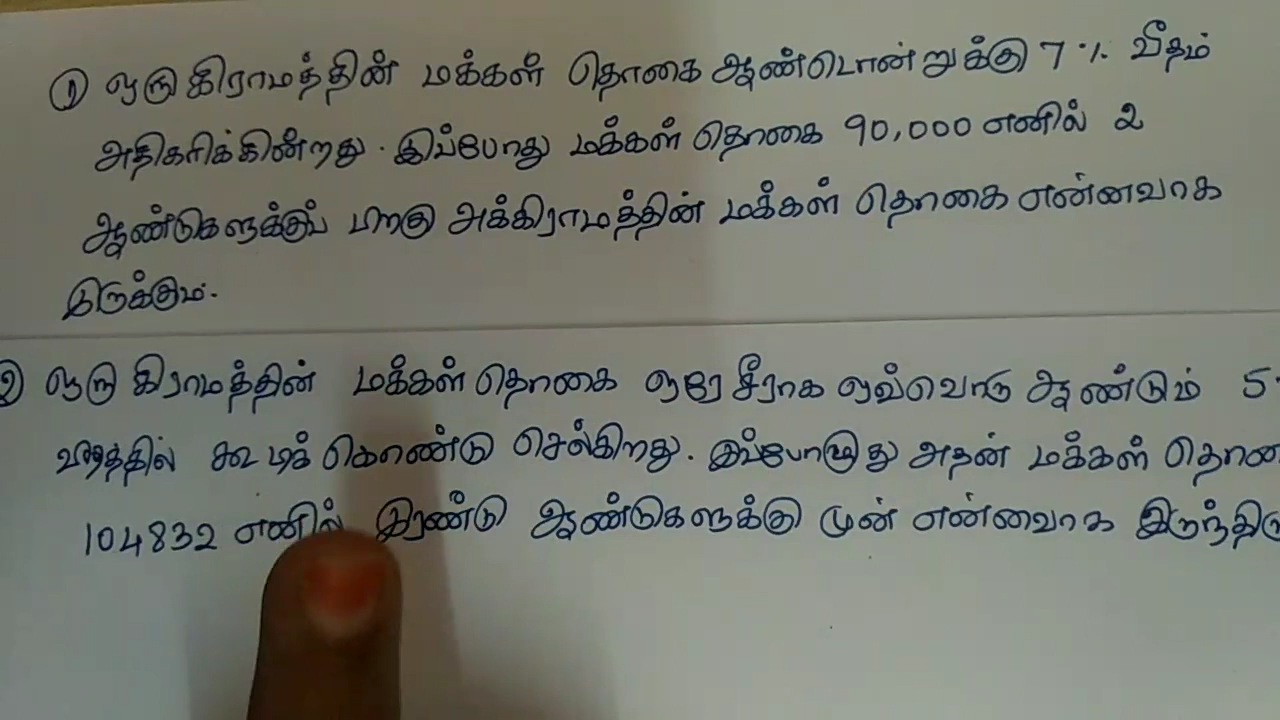 ① ஒரு கிராமத்தின் மக்கள் தொகை ஆண்டொன்றுக்கு 7 % வீதம்
அதிகரிக்கின்றது. இப்போது மக்கள் தொகை 90,000 எனில் 2
ஆண்டுகளுக்குப் பிறகு அக்கிராமத்தின் மக்கள் தொகை என்னவாக
இருக்கும்.
② ஒரு கிராமத்தின் மக்கள் தொகை ஒரே சீராக ஒவ்வொரு ஆண்டும் 5
கூடிக் கொண்டு செல்கிறது. இப்போழுது அதன் மக்கள்
104832 எனில் இரண்டு ஆண்டுகளுக்கு முன் என்னவாக